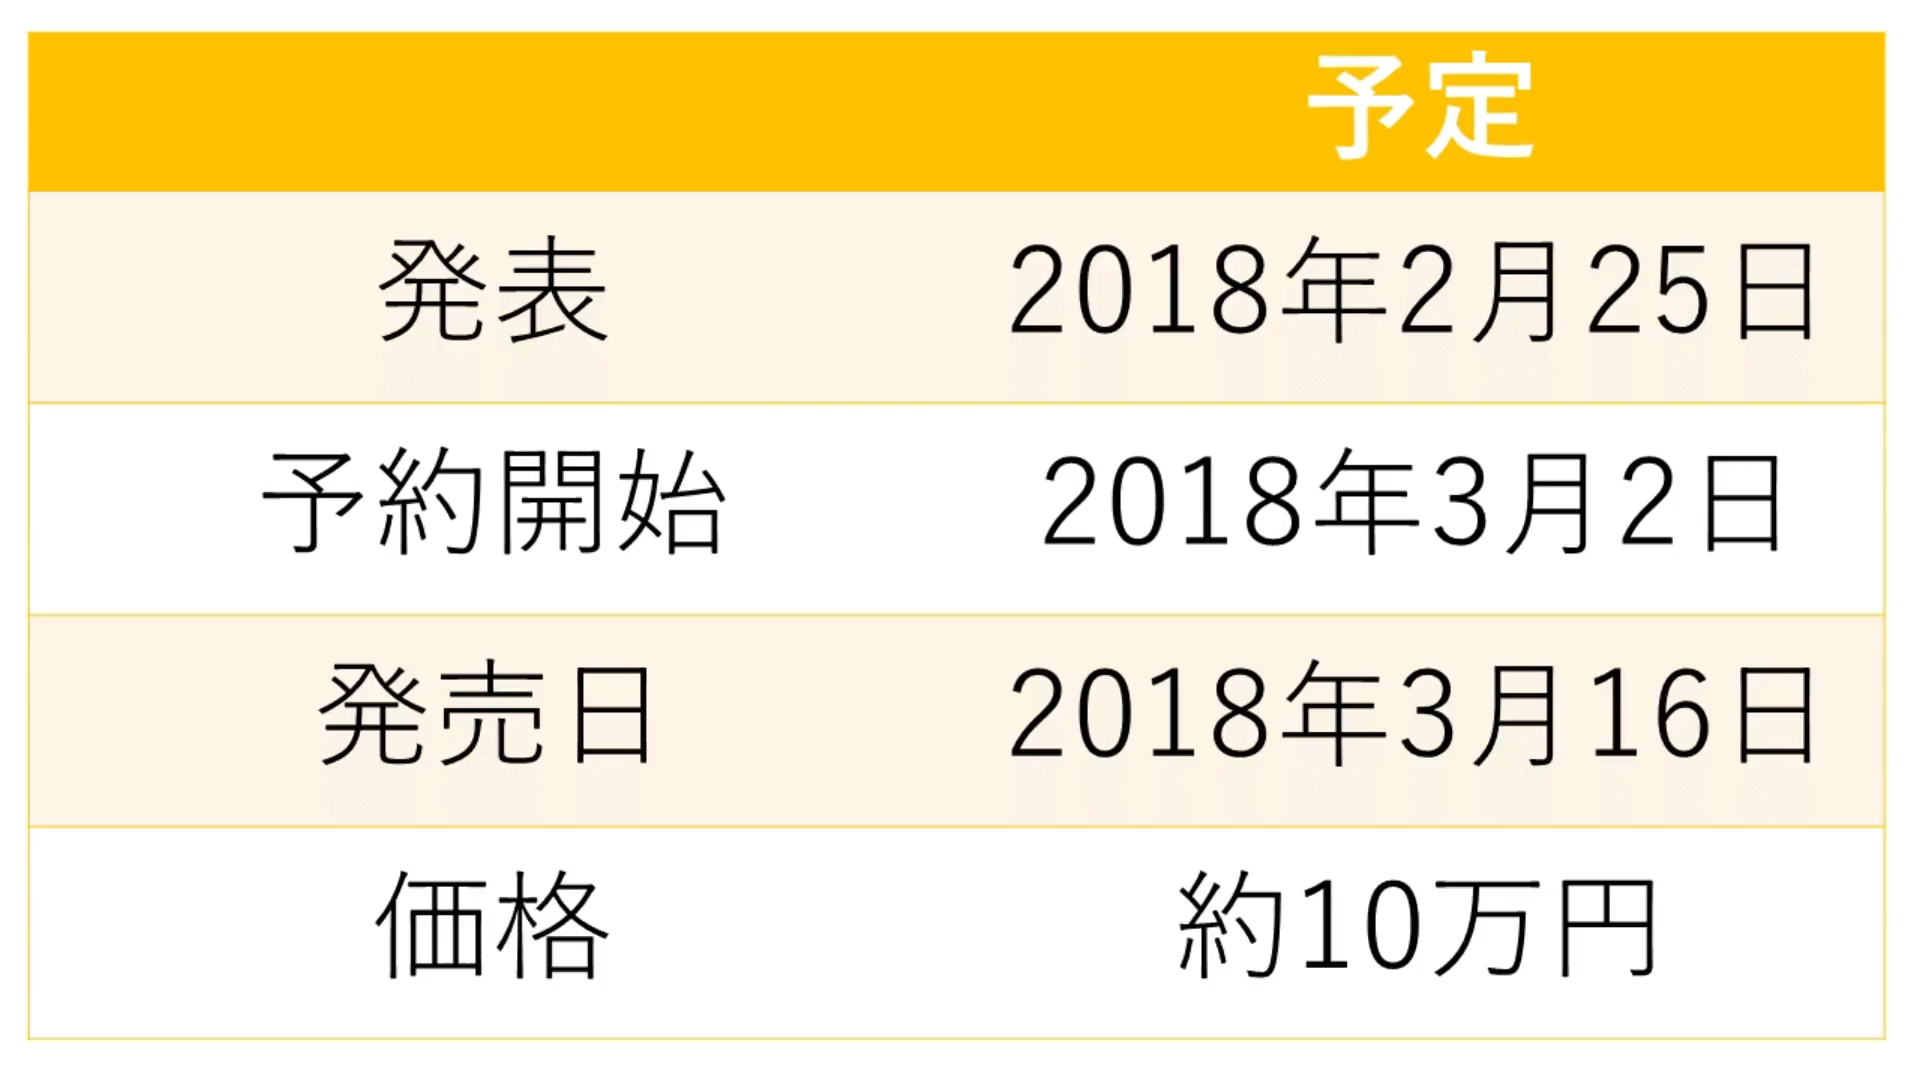 予定
発表 2018年2月25日
予約開始 2018年3月2日
発売日 2018年3月16日
価格 約10万円